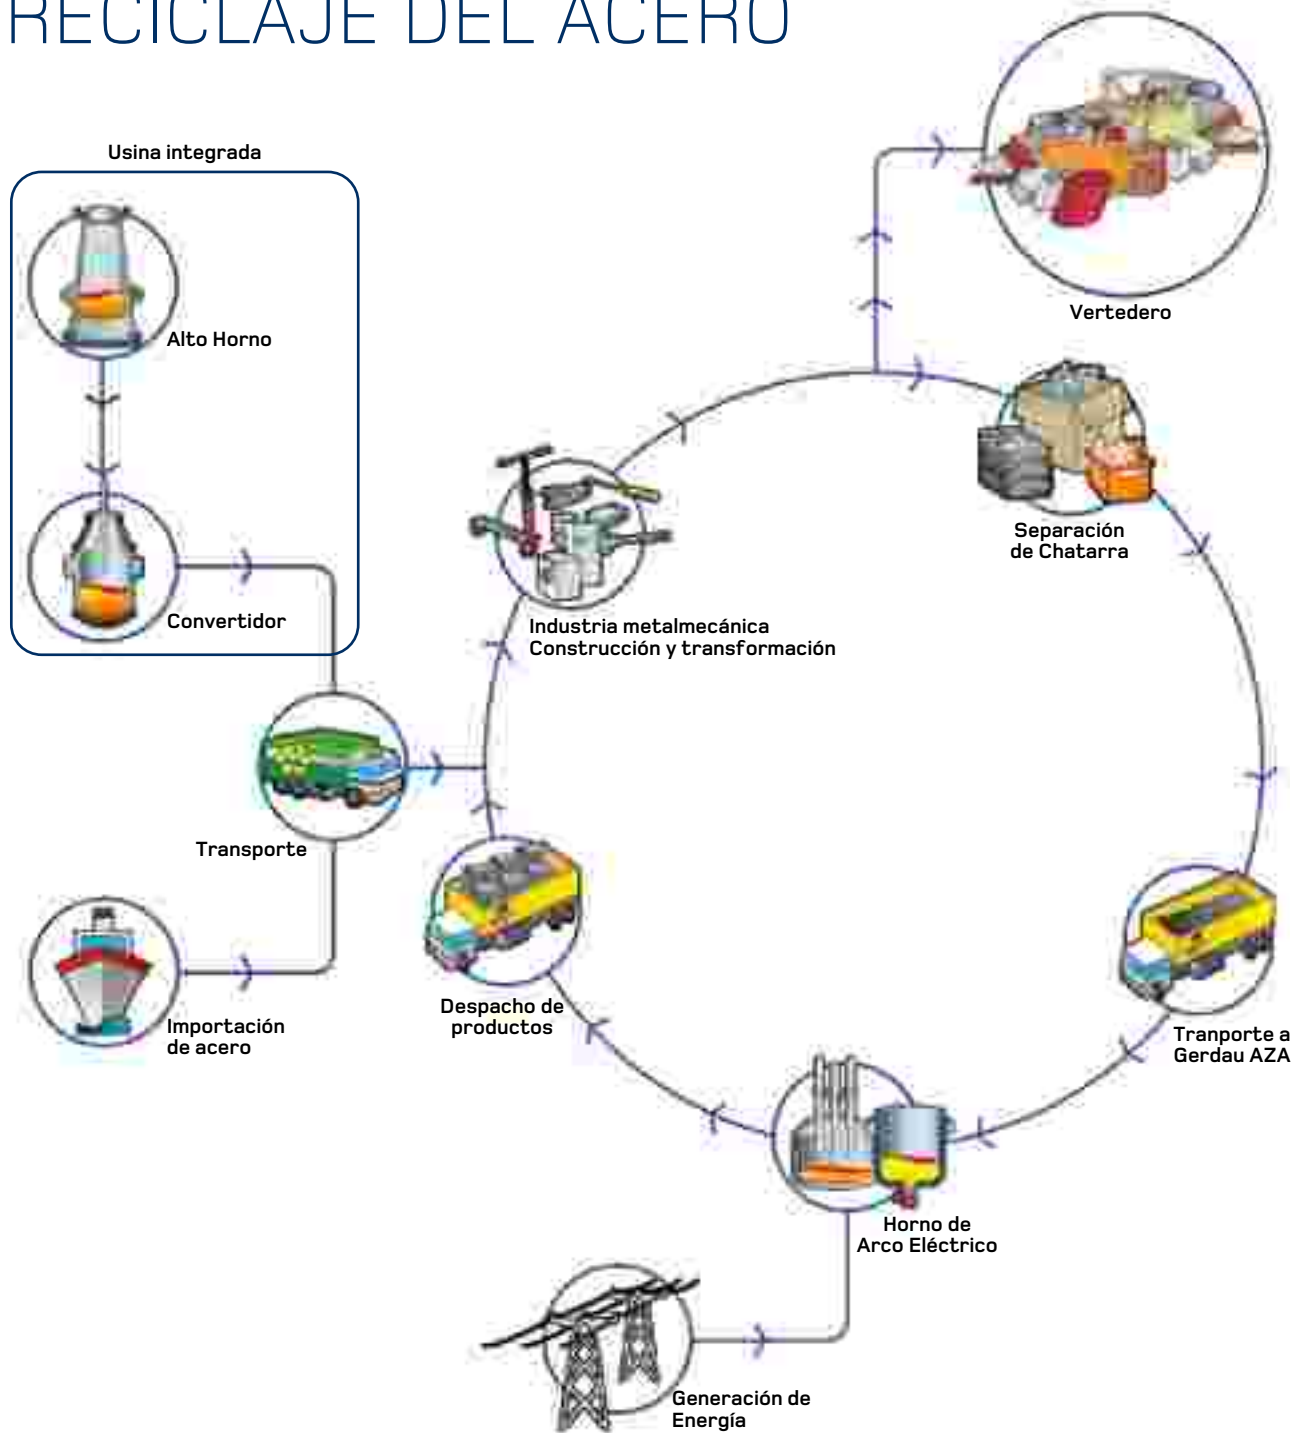 RECICLAJE DEL ACERO
Usina integrada
Alto Horno
Convertidor
Transporte
Importación
de acero
Vertedero
Separación
de Chatarra
Industria metalmecánica
Construcción y transformación
Despacho de
productos
Tranporte a
Gerdau AZA
Horno de
Arco Eléctrico
Generación de
Energía